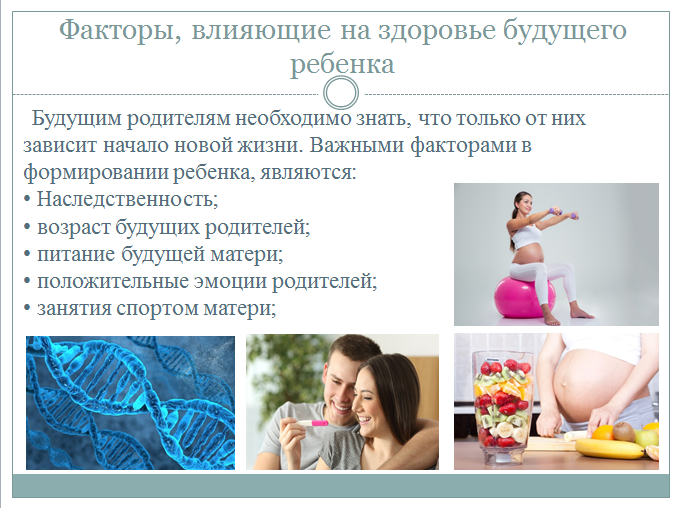 Факторы, влияющие на здоровье будущего
ребенка
Будущим родителям необходимо знать, что только от них
зависит начало новой жизни. Важными факторами в
формировании ребенка, являются:
• Наследственность;
• возраст будущих родителей;
• питание будущей матери;
• положительные эмоции родителей;
• занятия спортом матери;